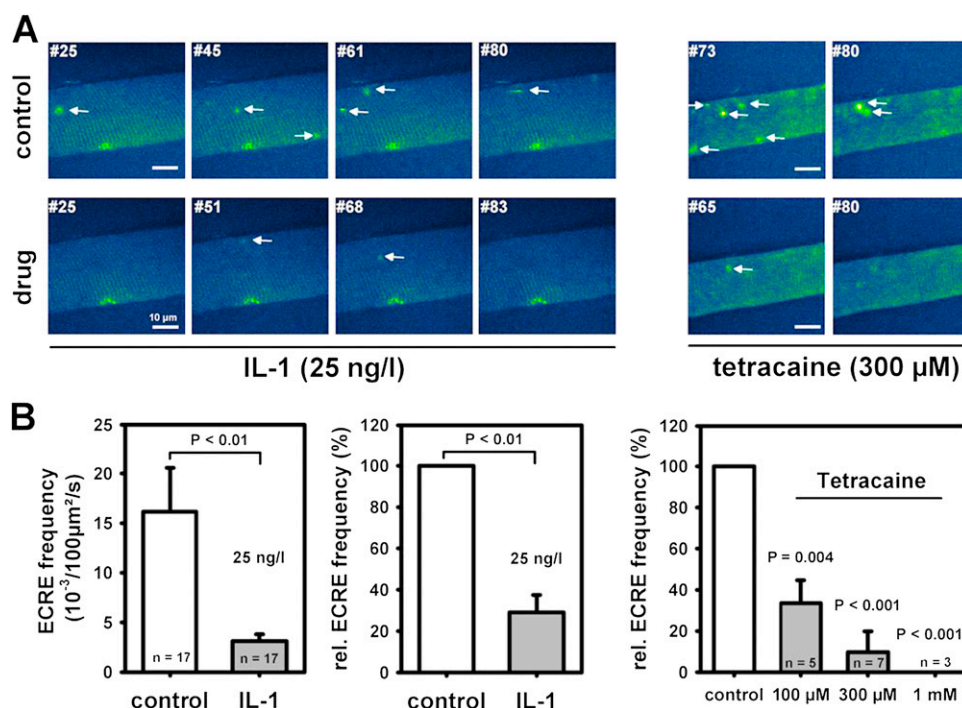 A
control
#25
#45
#61
#80
#73
#80
drug
#25
#51
#68
#83
#65
#80
10 µm
IL-1 (25 ng/l)
tetracaine (300 µM)
B
ECRE frequency
(10⁻³/100µm²/s)
25
20
15
10
5
0
P < 0.01
25 ng/l
n = 17
n = 17
control
IL-1
rel. ECRE frequency (%)
120
100
80
60
40
20
0
P < 0.01
25 ng/l
control
IL-1
rel. ECRE frequency (%)
120
100
80
60
40
20
0
Tetracaine
P = 0.004
P < 0.001
P < 0.001
n = 5
n = 7
n = 3
control
100 µM
300 µM
1 mM